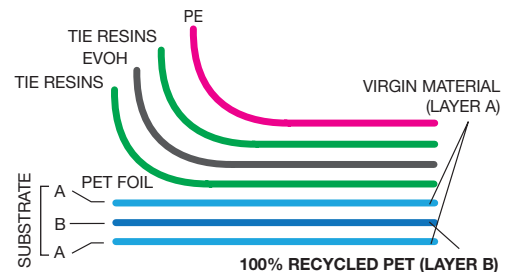 PE
TIE RESINS
EVOH
TIE RESINS
VIRGIN MATERIAL
(LAYER A)
PET FOIL
SUBSTRATE
A
B
A
100% RECYCLED PET (LAYER B)